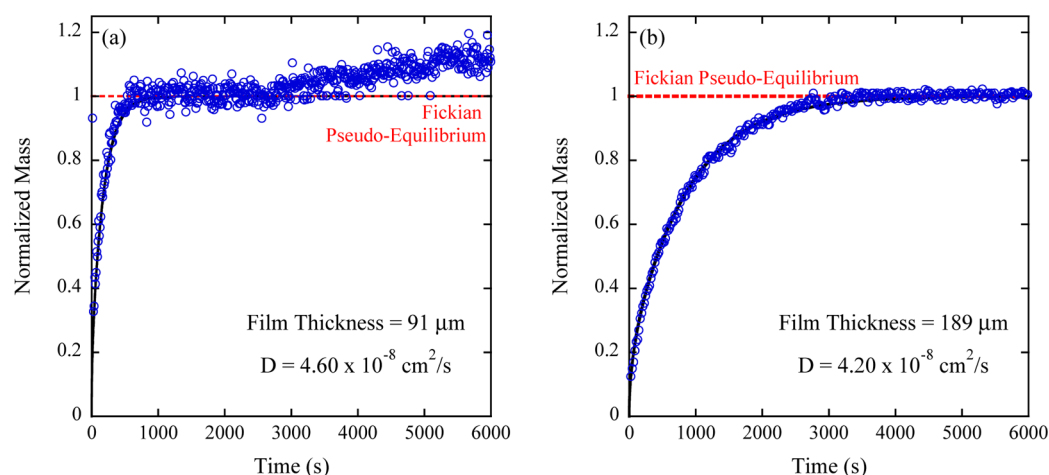 (a)
1.2
1
0.8
0.6
0.4
0.2
0
Normalized Mass
Fickian
Pseudo-Equilibrium
Film Thickness = 91 μm
D = 4.60 x 10⁻⁸ cm²/s
0 1000 2000 3000 4000 5000 6000
Time (s)
(b)
1.2
1
0.8
0.6
0.4
0.2
0
Normalized Mass
Fickian Pseudo-Equilibrium
Film Thickness = 189 μm
D = 4.20 x 10⁻⁸ cm²/s
0 1000 2000 3000 4000 5000 6000
Time (s)